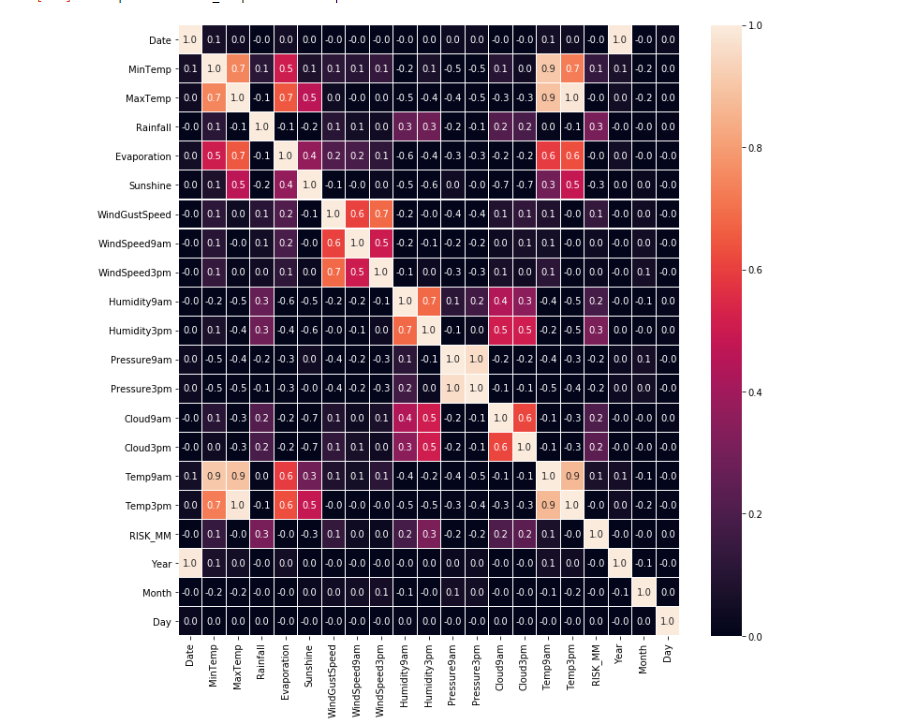 Date 1.0 0.1 0.0 -0.0 0.0 0.0 -0.0 -0.0 0.0 -0.0 0.0 0.0 0.0 -0.0 0.0 0.1 0.0 -0.0 1.0 -0.0 0.0 1.0
MinTemp 0.1 1.0 0.7 0.1 0.5 0.1 0.1 0.1 0.1 -0.2 0.1 -0.5 -0.5 0.1 0.0 0.9 0.7 0.1 0.1 -0.2 0.0
MaxTemp 0.0 0.7 1.0 -0.1 0.7 0.5 0.0 -0.0 0.0 -0.5 -0.4 -0.4 -0.5 -0.3 -0.3 0.9 1.0 -0.0 0.0 -0.2 0.0
Rainfall -0.0 0.1 -0.1 1.0 -0.1 -0.2 0.1 0.1 0.0 0.3 0.3 -0.2 -0.1 0.2 0.2 0.0 -0.1 0.3 -0.0 -0.0 -0.0 0.8
Evaporation 0.0 0.5 0.7 -0.1 1.0 0.4 0.2 0.2 0.1 -0.6 -0.4 -0.3 -0.3 -0.2 -0.2 0.6 0.6 -0.0 0.0 -0.0 -0.0
Sunshine 0.0 0.1 0.5 -0.2 0.4 1.0 -0.1 -0.0 0.0 -0.5 -0.6 0.0 -0.0 -0.7 -0.7 0.3 0.5 -0.3 0.0 0.0 -0.0
WindGustSpeed -0.0 0.1 0.0 0.1 0.2 -0.1 1.0 0.6 0.7 -0.2 -0.0 -0.4 -0.4 0.1 0.1 0.1 -0.0 0.1 -0.0 0.0 -0.0
WindSpeed9am -0.0 0.1 -0.0 0.1 0.2 -0.0 0.6 1.0 0.5 -0.2 -0.1 -0.2 -0.2 0.0 0.1 0.1 -0.0 0.0 -0.0 0.0 -0.0
WindSpeed3pm 0.0 0.1 0.0 0.0 0.1 0.0 0.7 0.5 1.0 -0.1 0.0 -0.3 -0.3 0.1 0.0 0.1 -0.0 0.0 -0.0 0.1 -0.0 0.6
Humidity9am -0.0 -0.2 -0.5 0.3 -0.6 -0.5 -0.2 -0.2 -0.1 1.0 0.7 0.1 0.2 0.4 0.3 -0.4 -0.5 0.2 -0.0 -0.1 0.0
Humidity3pm 0.0 0.1 -0.4 0.3 -0.4 -0.6 -0.0 -0.1 0.0 0.7 1.0 -0.1 0.0 0.5 0.5 -0.2 -0.5 0.3 -0.0 -0.0 0.0
Pressure9am 0.0 -0.5 -0.4 -0.2 -0.3 0.0 -0.4 -0.2 -0.3 0.1 -0.1 1.0 1.0 -0.2 -0.2 -0.4 -0.3 -0.2 0.0 0.1 -0.0
Pressure3pm 0.0 -0.5 -0.5 -0.1 -0.3 -0.0 -0.4 -0.2 -0.3 0.2 0.0 1.0 1.0 -0.1 -0.1 -0.5 -0.4 -0.2 0.0 0.0 -0.0 0.4
Cloud9am -0.0 0.1 -0.3 0.2 -0.2 -0.7 0.1 0.0 0.1 0.4 0.5 -0.2 -0.1 1.0 0.6 -0.1 -0.3 0.2 -0.0 -0.0 0.0
Cloud3pm 0.0 0.0 -0.3 0.2 -0.2 -0.7 0.1 0.1 0.0 0.3 0.5 -0.2 -0.1 0.6 1.0 -0.1 -0.3 0.2 -0.0 -0.0 0.0
Temp9am 0.1 0.9 0.9 0.0 0.6 0.3 0.1 0.1 0.1 -0.4 -0.2 -0.4 -0.5 -0.1 -0.1 1.0 0.9 0.1 0.1 -0.1 0.0
Temp3pm 0.0 0.7 1.0 -0.1 0.6 0.5 -0.0 -0.0 -0.0 -0.5 -0.5 -0.3 -0.4 -0.3 -0.3 0.9 1.0 -0.0 0.0 -0.2 0.0 0.2
RISK_MM -0.0 0.1 -0.0 0.3 -0.0 -0.3 0.1 0.0 0.0 0.2 0.3 -0.2 -0.2 0.2 0.2 0.1 -0.0 1.0 -0.0 -0.0 0.0
Year 1.0 0.1 0.0 -0.0 0.0 0.0 -0.0 -0.0 -0.0 -0.0 -0.0 0.0 0.0 -0.0 -0.0 0.1 0.0 -0.0 1.0 -0.1 -0.0
Month -0.0 -0.2 -0.2 -0.0 -0.0 0.0 0.0 0.0 0.1 -0.1 -0.0 0.1 0.0 -0.0 -0.0 -0.1 -0.2 -0.0 -0.1 1.0 0.0
Day 0.0 0.0 0.0 -0.0 -0.0 -0.0 -0.0 -0.0 -0.0 0.0 0.0 -0.0 -0.0 0.0 0.0 0.0 0.0 0.0 -0.0 0.0 1.0 0.0
Date MinTemp MaxTemp Rainfall Evaporation Sunshine WindGustSpeed WindSpeed9am WindSpeed3pm Humidity9am Humidity3pm Pressure9am Pressure3pm Cloud9am Cloud3pm Temp9am Temp3pm RISK_MM Year Month Day